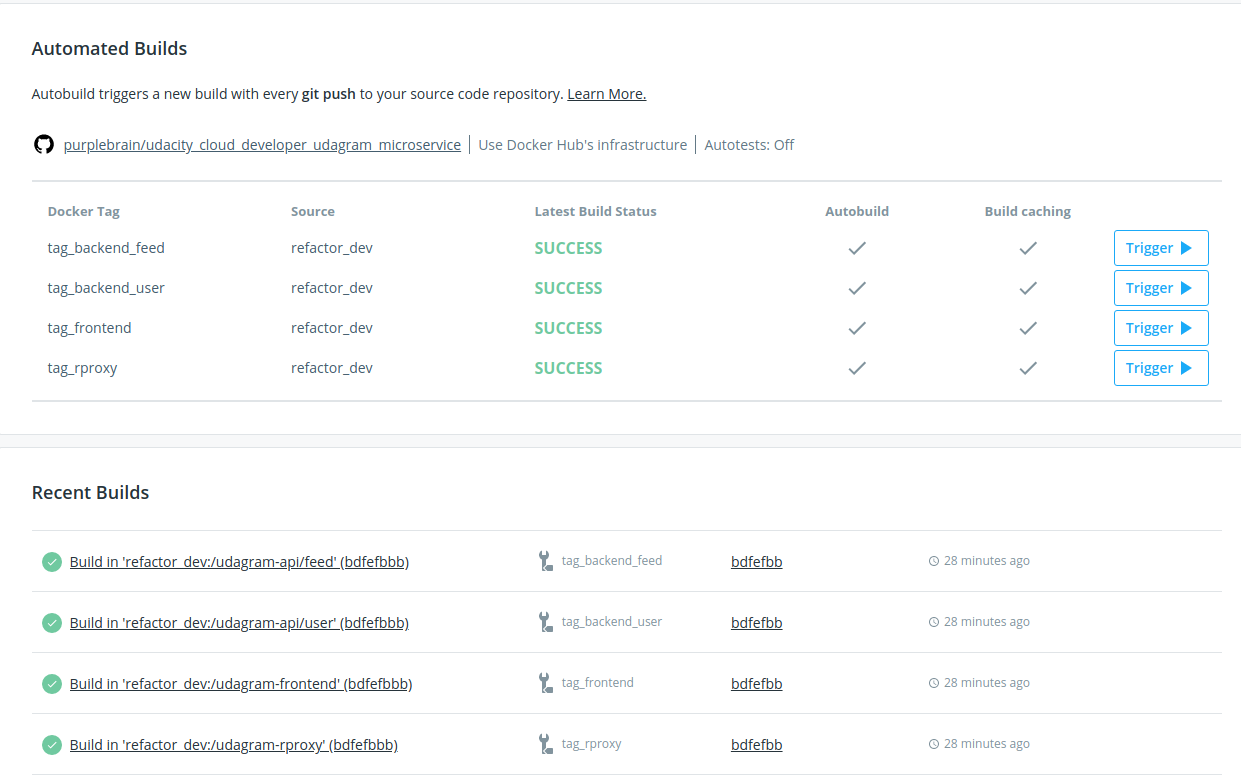 Automated Builds
Autobuild triggers a new build with every git push to your source code repository. Learn More.
purplebrain/udacity_cloud_developer_udagram_microservice Use Docker Hub's infrastructure Autotests: Off
Docker Tag Source Latest Build Status Autobuild Build caching
tag_backend_feed refactor_dev SUCCESS Trigger
tag_backend_user refactor_dev SUCCESS Trigger
tag_frontend refactor_dev SUCCESS Trigger
tag_rproxy refactor_dev SUCCESS Trigger
Recent Builds
Build in 'refactor_dev:/udagram-api/feed' (bdfefbbb) tag_backend_feed bdfefbb 28 minutes ago
Build in 'refactor_dev:/udagram-api/user' (bdfefbbb) tag_backend_user bdfefbb 28 minutes ago
Build in 'refactor_dev:/udagram-frontend' (bdfefbbb) tag_frontend bdfefbb 28 minutes ago
Build in 'refactor_dev:/udagram-rproxy' (bdfefbbb) tag_rproxy bdfefbb 28 minutes ago